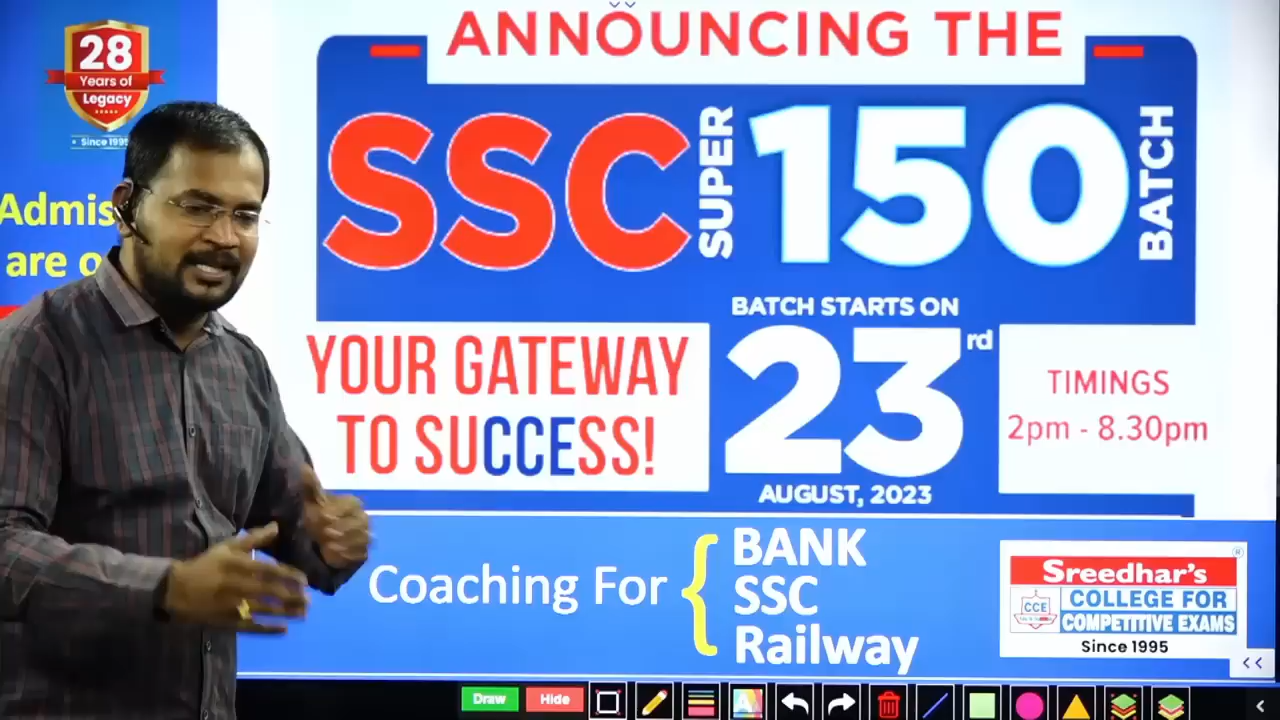 28
Years of
Legacy
Since 1995
Admis
are o
ANNOUNCING THE
SSC SUPER 150 BATCH
BATCH STARTS ON
23rd
AUGUST, 2023
YOUR GATEWAY
TO SUCCESS!
TIMINGS
2pm - 8.30pm
Coaching For
BANK
SSC
Railway
Sreedhar's
CCE
COLLEGE FOR
COMPETITIVE EXAMS
Since 1995
®
<<
Draw
Hide
<